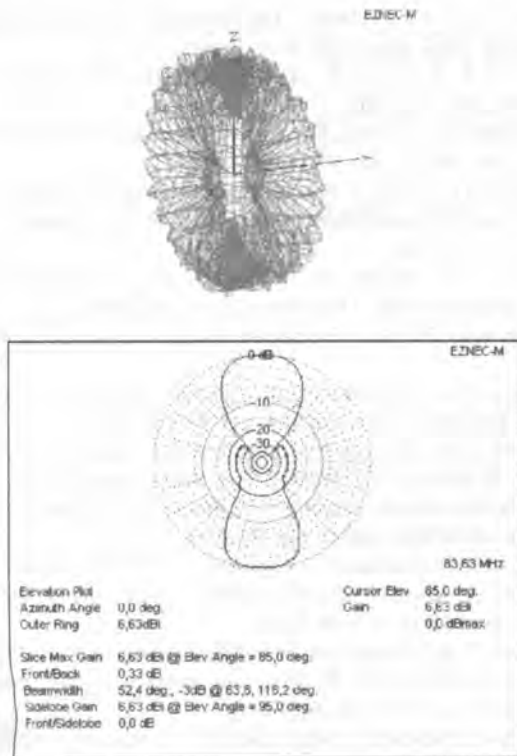 EZNEC-M
Z
0 dB
EZNEC-M
-10
-20
-30
83,63 MHz
Elevation Plot
Cursor Elev 85,0 deg.
Azimuth Angle 0,0 deg.
Gain 6,63 dBi
Outer Ring 6,63dBi
0,0 dBmax
Slice Max Gain 6,63 dBi @ Elev Angle = 85,0 deg.
Front/Back 0,33 dB
Beamwidth 52,4 deg., -3dB @ 63,8, 116,2 deg.
Sidelobe Gain 6,63 dBi @ Elev Angle = 95,0 deg.
Front/Sidelobe 0,0 dB